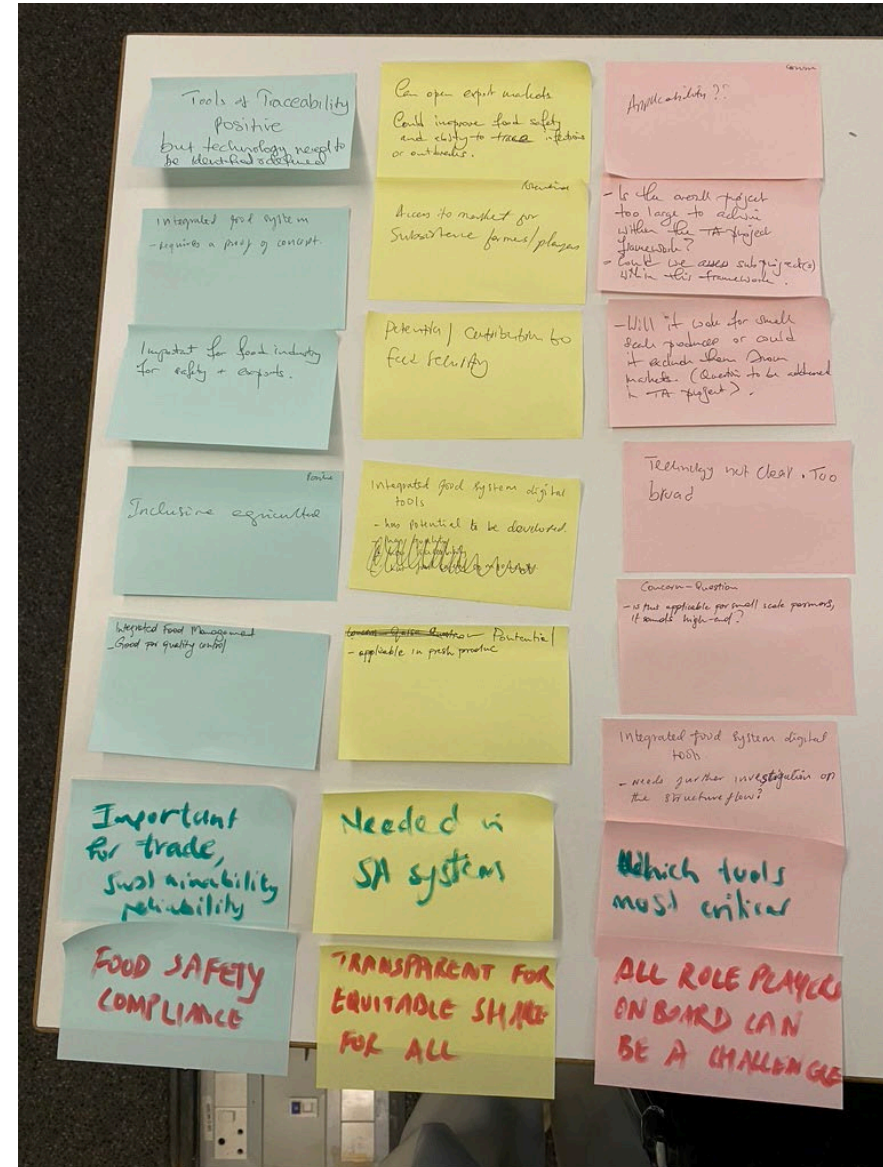 Tools of Traceability
Positive
but technology need to
be identified & defined
Integrated food system
- requires a proof of concept.
Important for food industry
for safety + exports.
Positive
Inclusive
Integrated Food Management
- Good for quality control
Important
for trade,
sustainability
reliability
FOOD SAFETY
COMPLIANCE
Can open export markets
Could improve food safety
and ability to trace infections
or outbreaks.
Access to market for
Subsistence farmers/players
Potential contribution to
Integrated food system digital
tools
- has potential to be developed.
Potential
- applicable in fresh produc
Needed in
SA systems
TRANSPARENT FOR
EQUITABLE SHARE
FOR ALL
Applicability??
- Is the overall project
too large to
within the TA project
framework?
- Could we sub project(s)
within this framework.
- Will it work for small
scale produces or could
it exclude them from
markets. (Question to be addressed
in TA project).
Technology not clear. Too
broad
Concern-Question
- is that applicable for small scale farmers,
it sounds high-end?
Integrated food system digital
tools
- needs further investigation on
the structure flow?
Which tools
most critical
ALL ROLE PLAYERS
ON BOARD CAN
BE A CHALLENGE